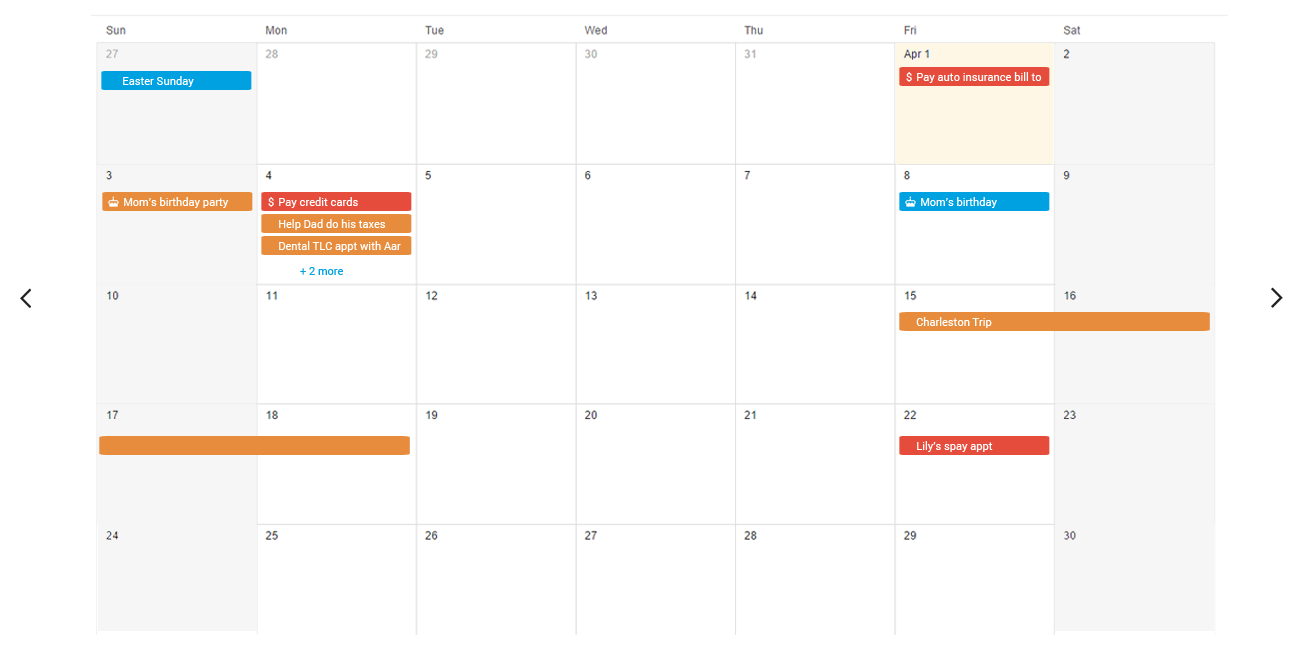 Sun Mon Tue Wed Thu Fri Sat
27 28 29 30 31 Apr 1 2
Easter Sunday
$ Pay auto insurance bill to
3 4 5 6 7 8 9
Mom's birthday party
$ Pay credit cards
Help Dad do his taxes
Dental TLC appt with Aar
+ 2 more
Mom's birthday
10 11 12 13 14 15 16
Charleston Trip
17 18 19 20 21 22 23
Lily's spay appt
24 25 26 27 28 29 30